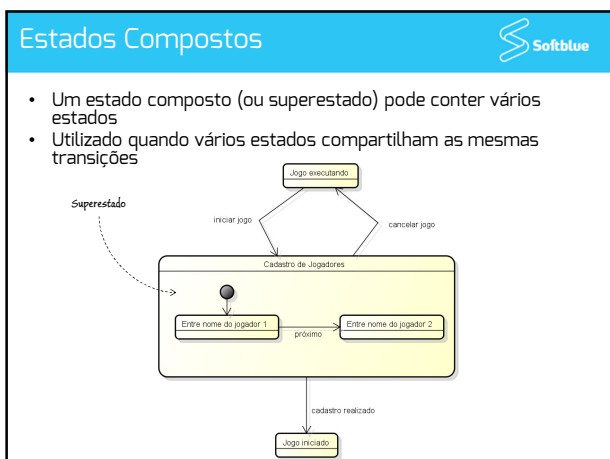 Estados Compostos
Softblue
• Um estado composto (ou superestado) pode conter vários
estados
• Utilizado quando vários estados compartilham as mesmas
transições
Jogo executando
Superestado
iniciar jogo
cancelar jogo
Cadastro de Jogadores
Entre nome do jogador 1
Entre nome do jogador 2
próximo
cadastro realizado
Jogo iniciado